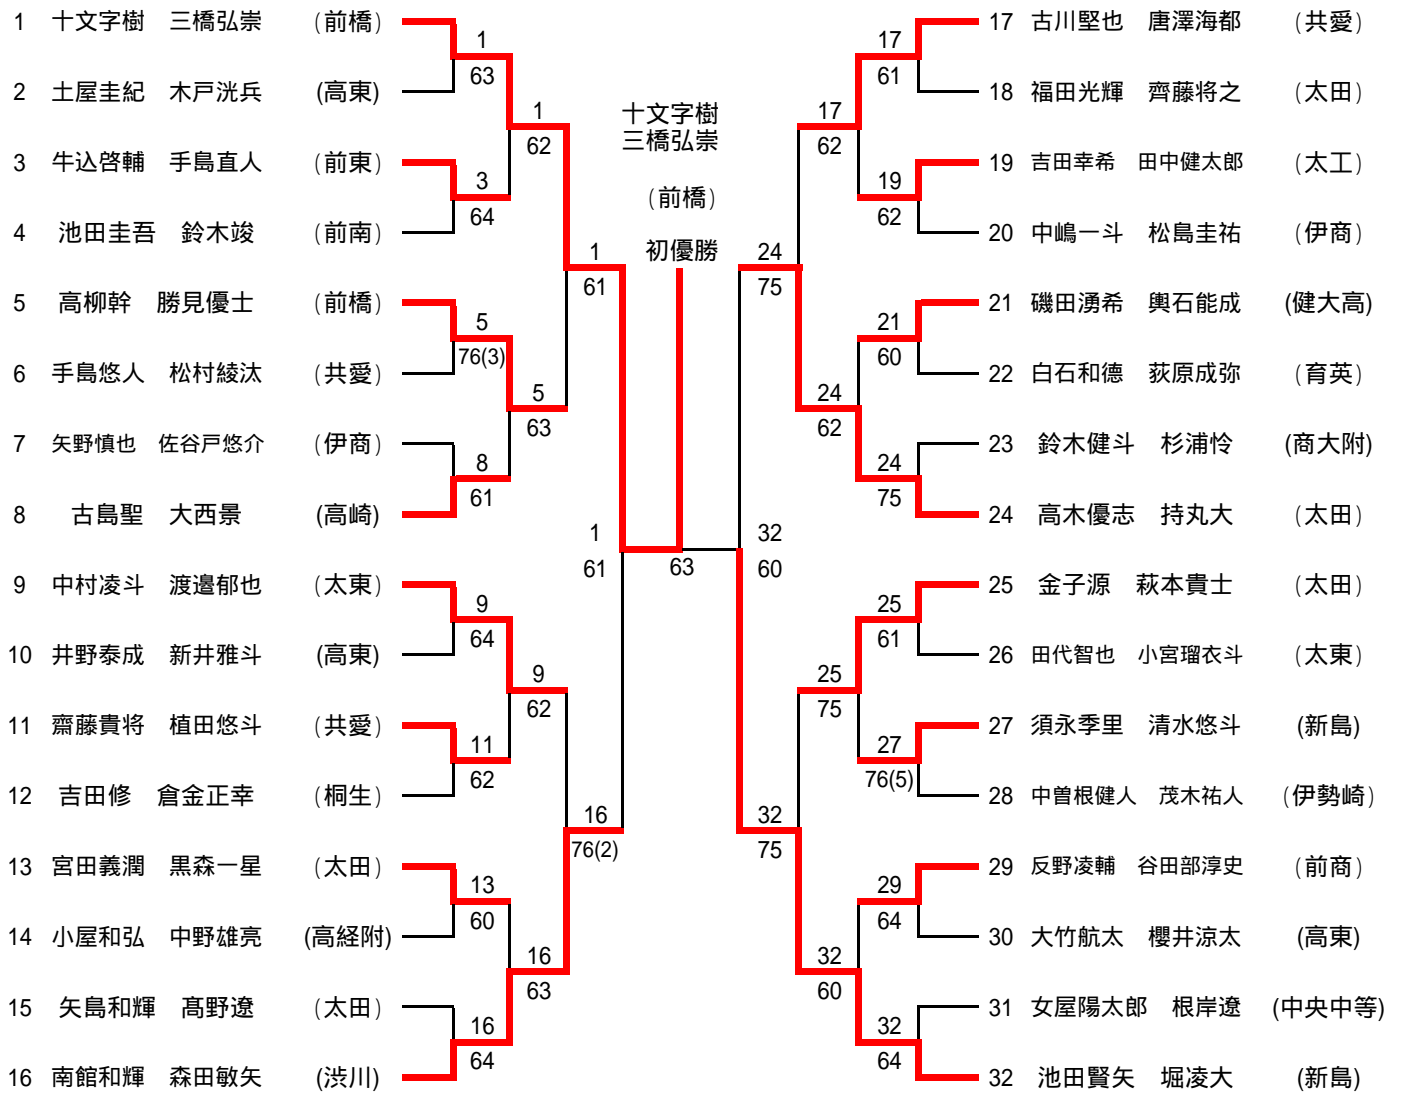 1 十文字樹 三橋弘崇 (前橋)
2 土屋圭紀 木戸洸兵 (高東)
3 牛込啓輔 手島直人 (前東)
4 池田圭吾 鈴木竣 (前南)
5 高柳幹 勝見優士 (前橋)
6 手島悠人 松村綾汰 (共愛)
7 矢野慎也 佐谷戸悠介 (伊商)
8 古島聖 大西景 (高崎)
9 中村凌斗 渡邉郁也 (太東)
10 井野泰成 新井雅斗 (高東)
11 齋藤貴将 植田悠斗 (共愛)
12 吉田修 倉金正幸 (桐生)
13 宮田義潤 黒森一星 (太田)
14 小屋和弘 中野雄亮 (高経附)
15 矢島和輝 髙野遼 (太田)
16 南館和輝 森田敏矢 (渋川)
1
63
3
64
5
76(3)
8
61
9
64
11
62
13
60
16
64
1
62
5
63
9
62
16
63
1
61
16
76(2)
1
61
十文字樹
三橋弘崇
(前橋)
初優勝
63
32
60
24
75
32
75
17
62
24
62
25
75
32
60
17
61
19
62
21
60
24
75
25
61
27
76(5)
29
64
32
64
17 古川堅也 唐澤海都 (共愛)
18 福田光輝 齊藤将之 (太田)
19 吉田幸希 田中健太郎 (太工)
20 中嶋一斗 松島圭祐 (伊商)
21 磯田湧希 輿石能成 (健大高)
22 白石和德 荻原成弥 (育英)
23 鈴木健斗 杉浦怜 (商大附)
24 高木優志 持丸大 (太田)
25 金子源 萩本貴士 (太田)
26 田代智也 小宮瑠衣斗 (太東)
27 須永季里 清水悠斗 (新島)
28 中曽根健人 茂木祐人 (伊勢崎)
29 反野凌輔 谷田部淳史 (前商)
30 大竹航太 櫻井涼太 (高東)
31 女屋陽太郎 根岸遼 (中央中等)
32 池田賢矢 堀凌大 (新島)